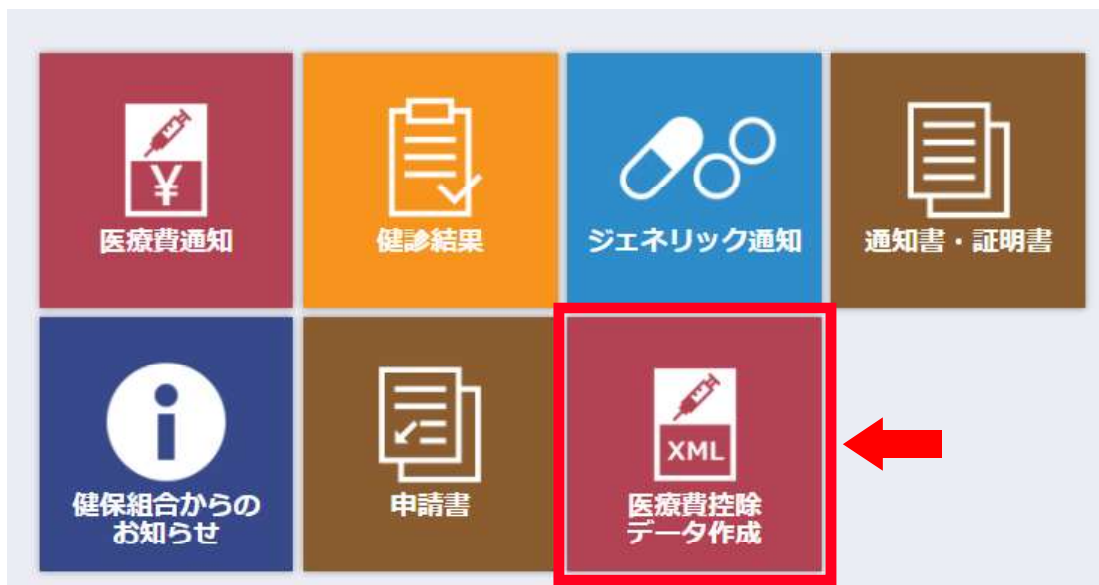 ¥
医療費通知
健診結果
ジェネリック通知
通知書・証明書
i
健保組合からの
お知らせ
申請書
XML
医療費控除
データ作成